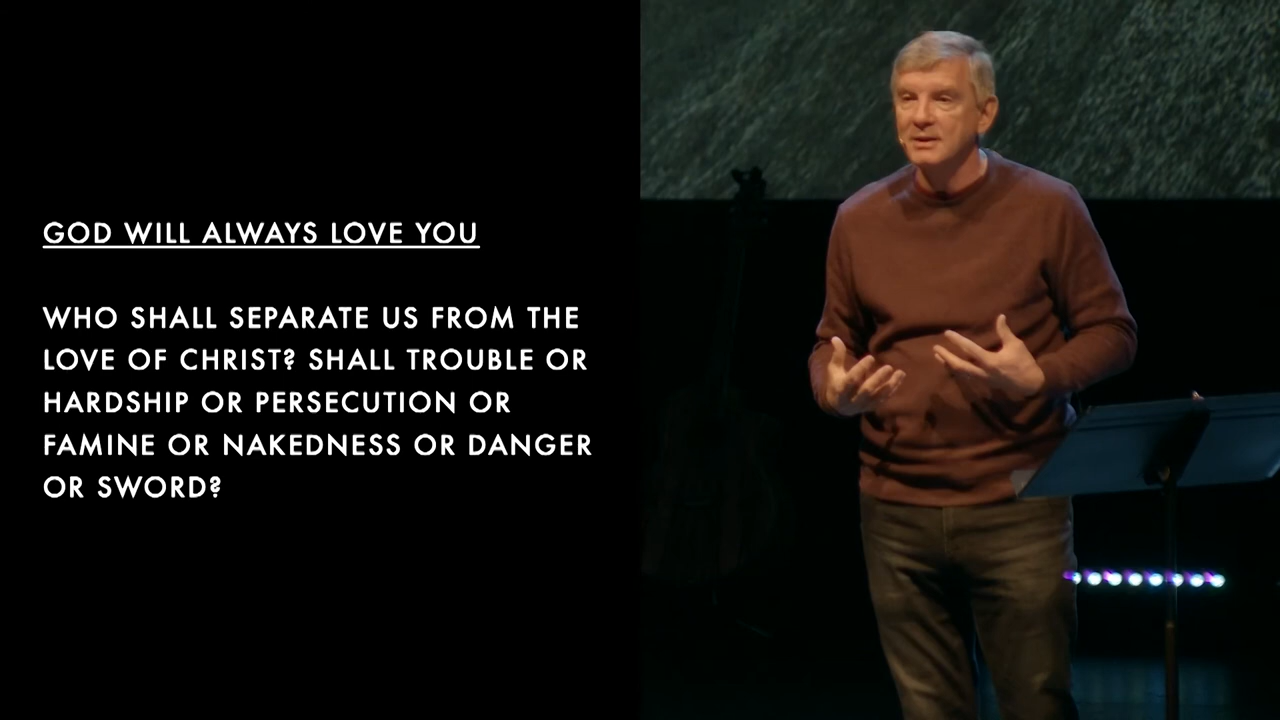 GOD WILL ALWAYS LOVE YOU
WHO SHALL SEPARATE US FROM THE
LOVE OF CHRIST? SHALL TROUBLE OR
HARDSHIP OR PERSECUTION OR
FAMINE OR NAKEDNESS OR DANGER
OR SWORD?